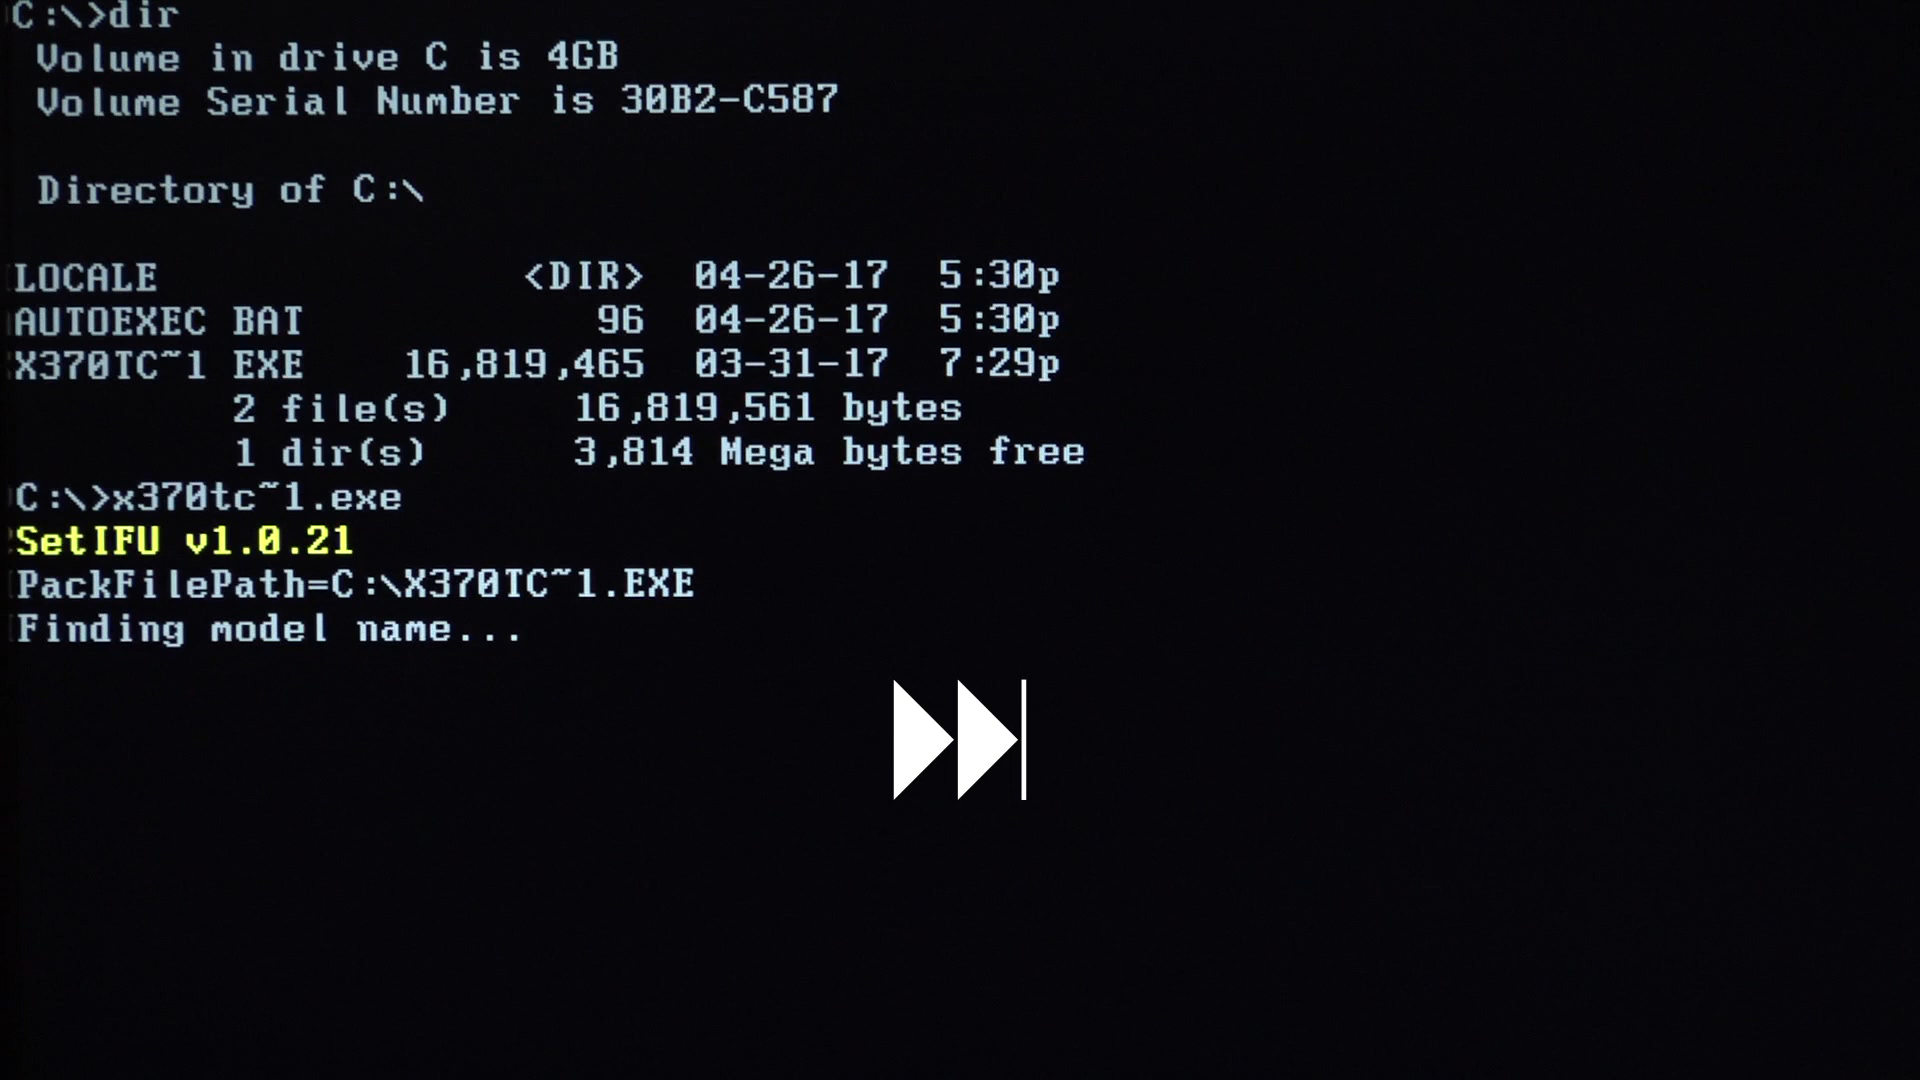 C:\>dir
Volume in drive C is 4GB
Volume Serial Number is 30B2-C587
Directory of C:\
LOCALE <DIR> 04-26-17 5:30p
AUTOEXEC BAT 96 04-26-17 5:30p
X370TC~1 EXE 16,819,465 03-31-17 7:29p
2 file(s) 16,819,561 bytes
1 dir(s) 3,814 Mega bytes free
C:\>x370tc~1.exe
SetIFU v1.0.21
PackFilePath=C:\X370TC~1.EXE
Finding model name...